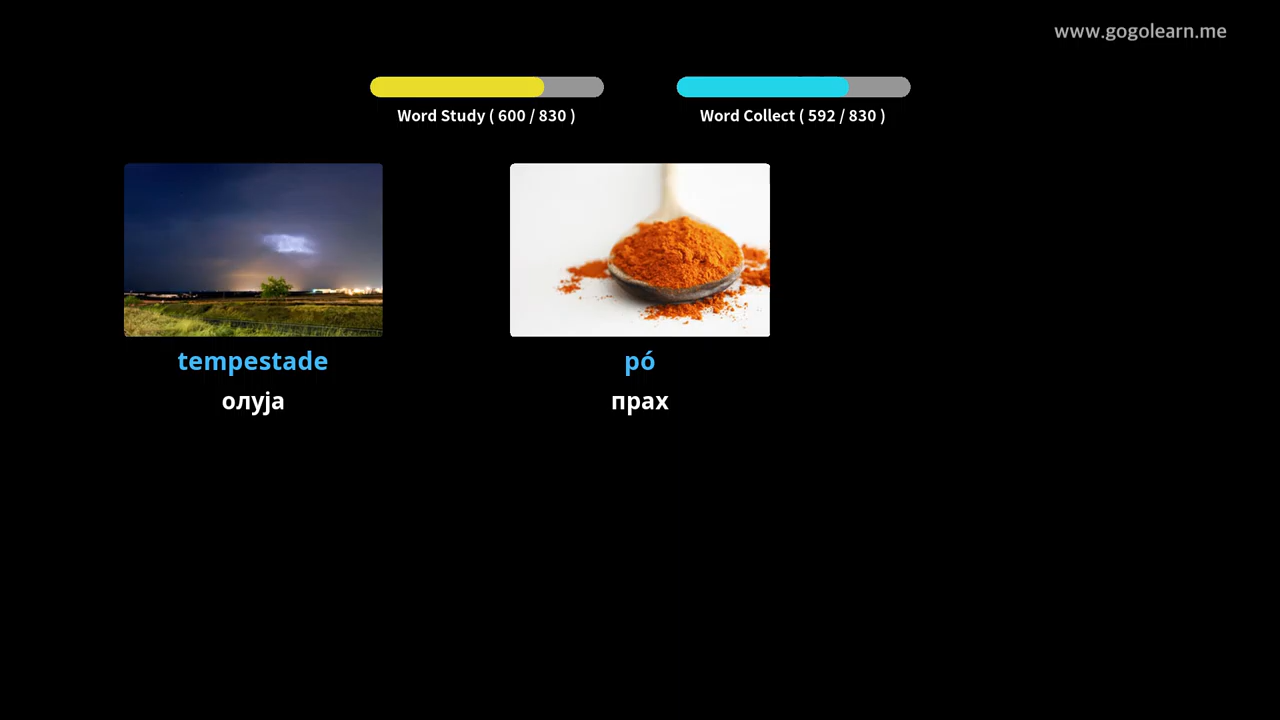 www.gogolearn.me
Word Study ( 600 / 830 )
Word Collect ( 592 / 830 )
tempestade
олуја
pó
прах